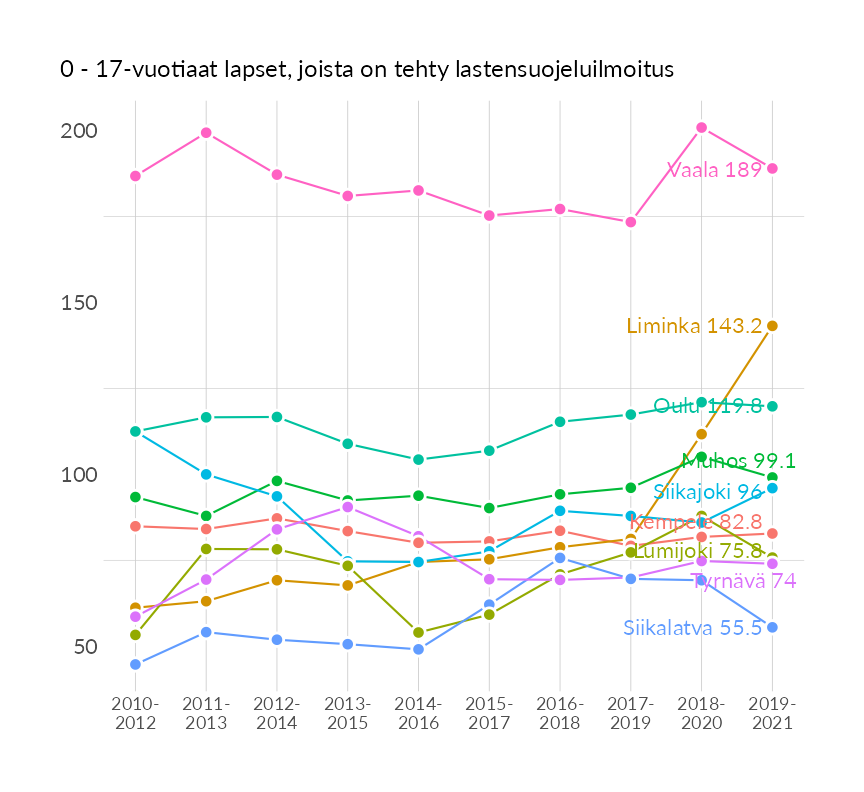 0 - 17-vuotiaat lapset, joista on tehty lastensuojeluilmoitus
200
150
100
50
Vaala 189
Liminka 143.2
Oulu 119.8
Muhos 99.1
Siikajoki 96
Kempele 82.8
Lumijoki 75.8
Tyrnävä 74
Siikalatva 55.5
2010-
2012
2011-
2013
2012-
2014
2013-
2015
2014-
2016
2015-
2017
2016-
2018
2017-
2019
2018-
2020
2019-
2021